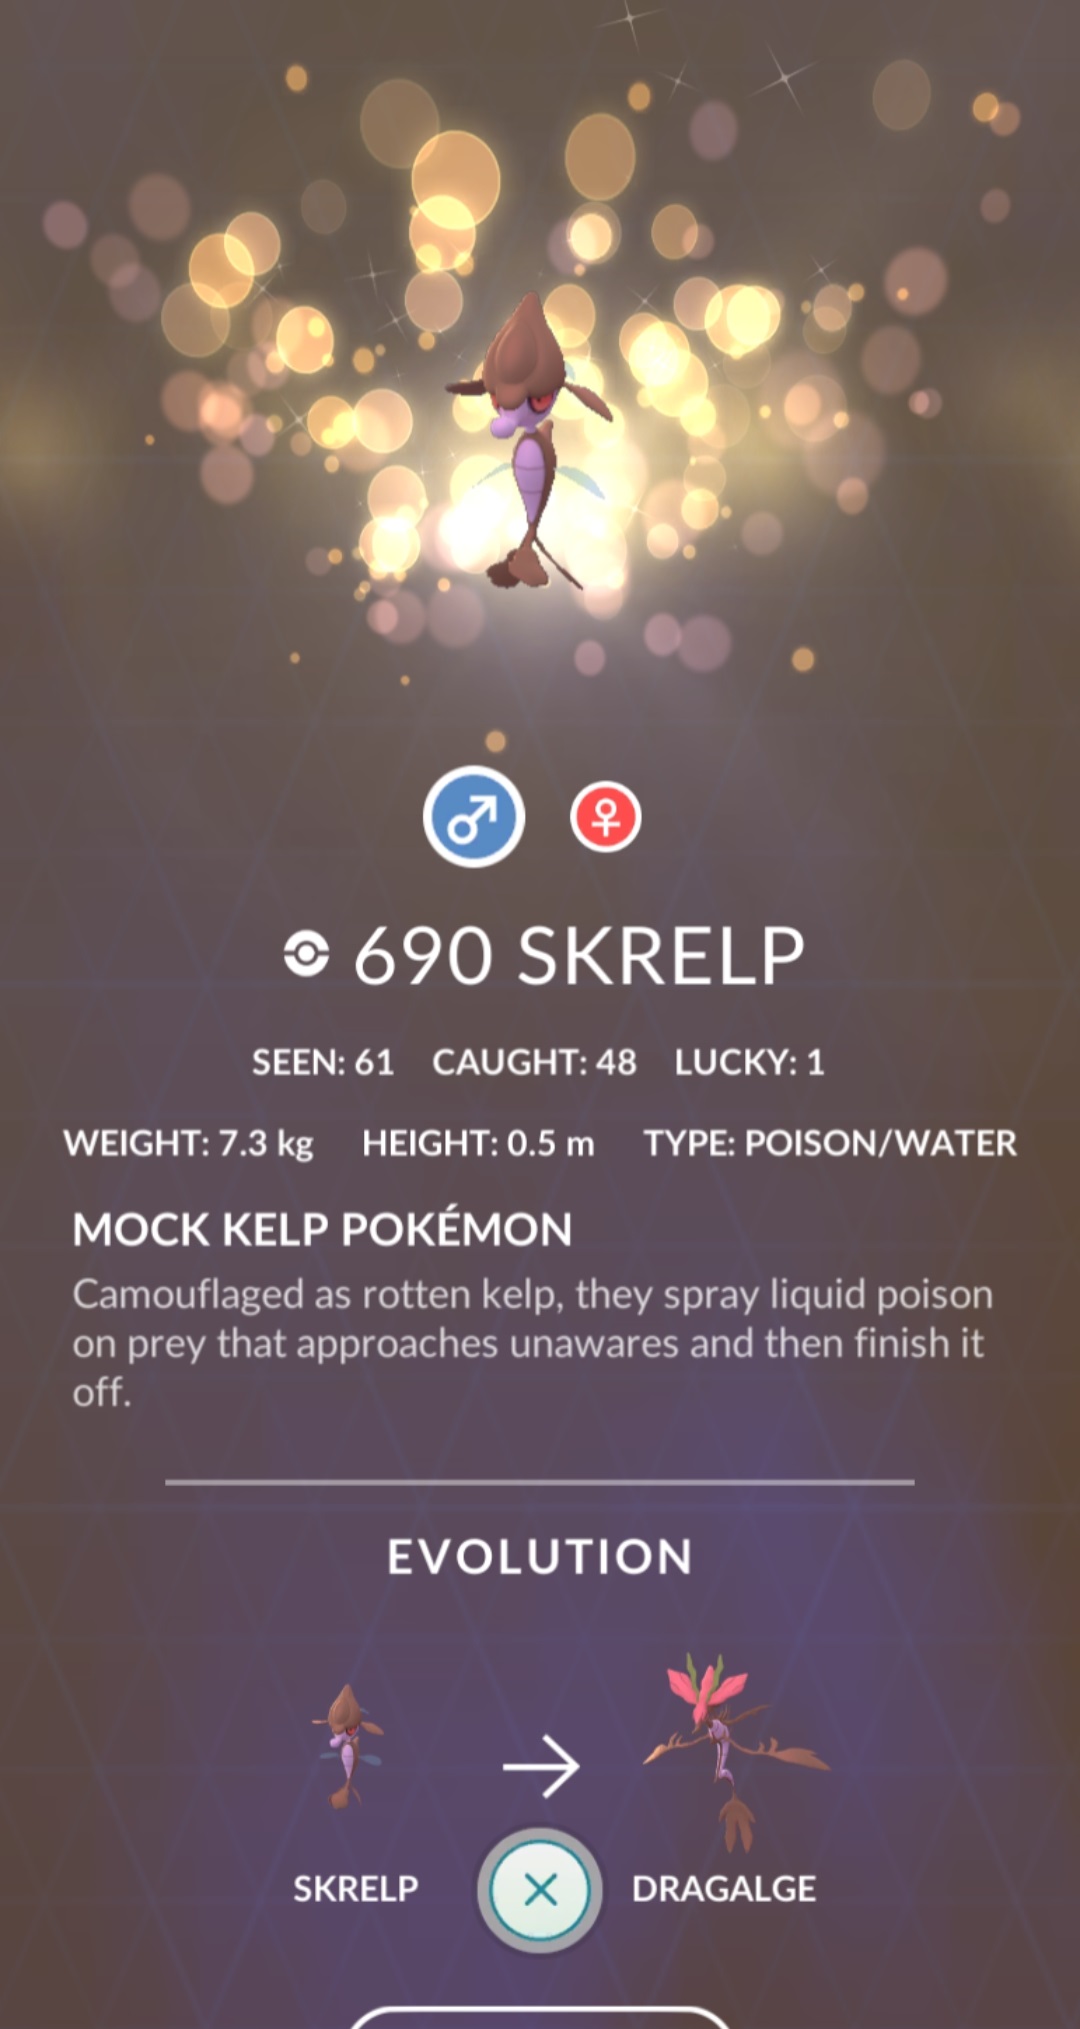 690 SKRELP
SEEN: 61 CAUGHT: 48 LUCKY: 1
WEIGHT: 7.3 kg HEIGHT: 0.5 m TYPE: POISON/WATER
MOCK KELP POKÉMON
Camouflaged as rotten kelp, they spray liquid poison
on prey that approaches unawares and then finish it
off.
EVOLUTION
SKRELP DRAGALGE